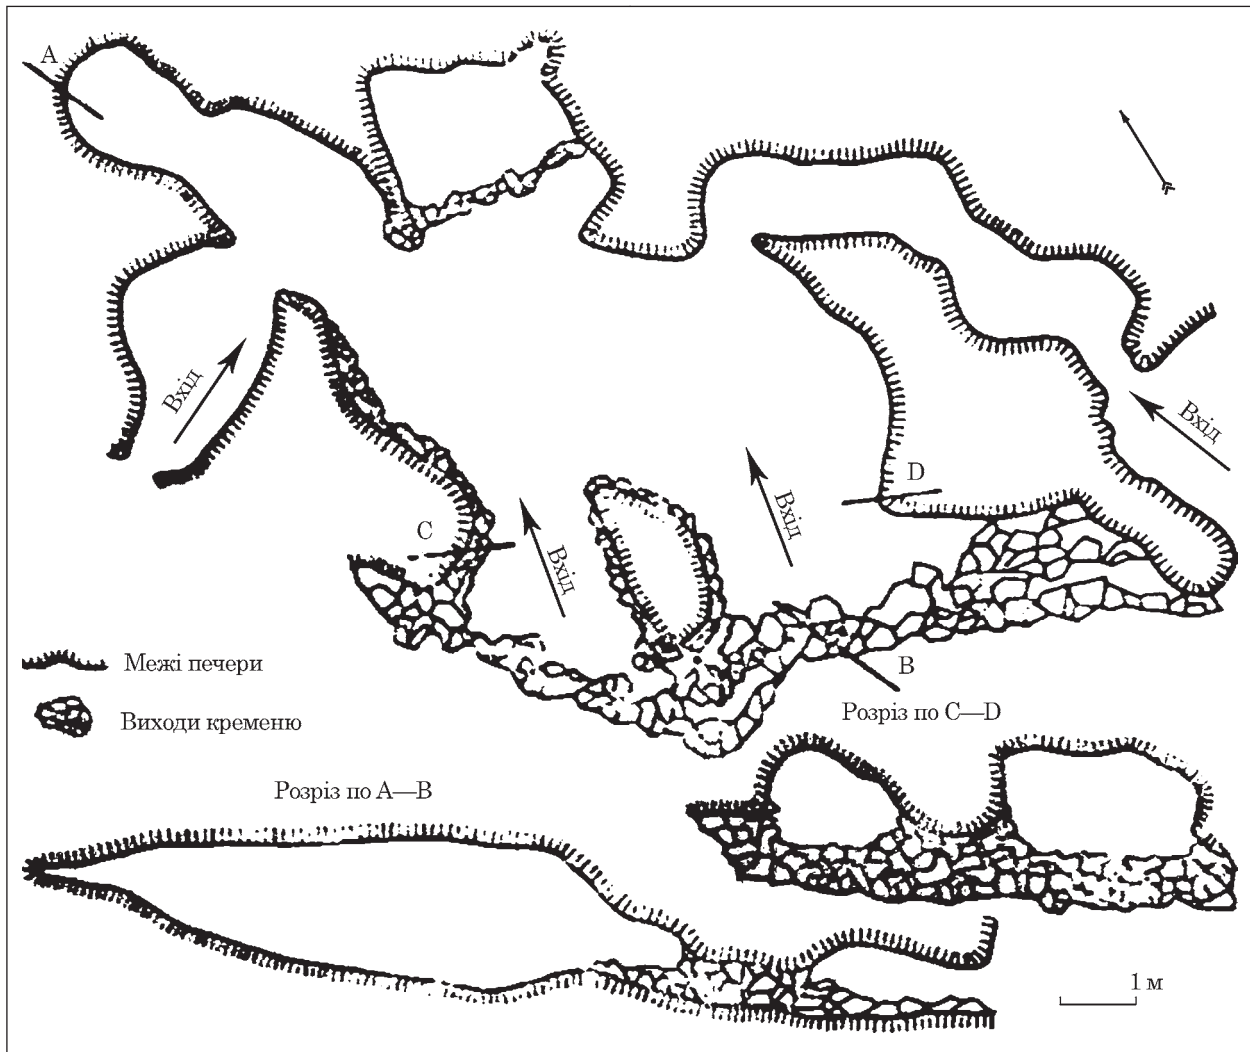 A
Вхід
Вхід
D
C
Вхід
Вхід
B
Межі печери
Виходи кременю
Розріз по C—D
Розріз по A—B
1 м